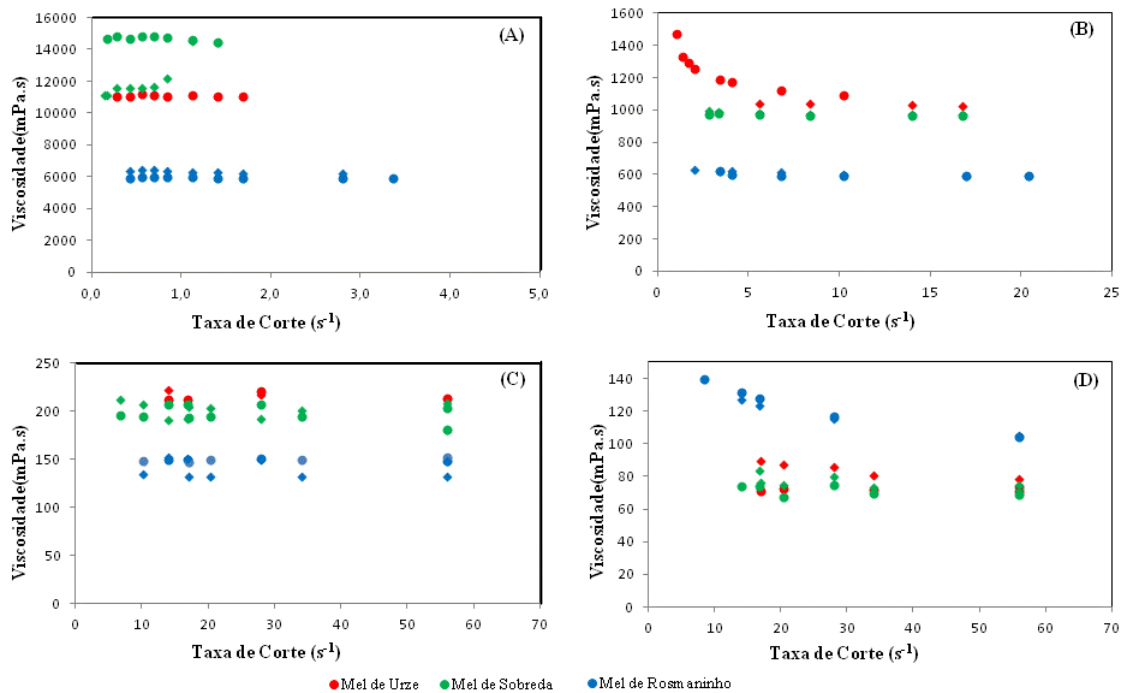 16000
14000
12000
10000
8000
6000
4000
2000
0
Viscosidade(mPa.s)
(A)
0,0 1,0 2,0 3,0 4,0 5,0
Taxa de Corte (s⁻¹)
1600
1400
1200
1000
800
600
400
200
0
Viscosidade(mPa.s)
(B)
0 5 10 15 20 25
Taxa de Corte (s⁻¹)
250
200
150
100
50
0
Viscosidade(mPa.s)
(C)
0 10 20 30 40 50 60 70
Taxa de Corte (s⁻¹)
140
120
100
80
60
40
20
0
Viscosidade(mPa.s)
(D)
0 10 20 30 40 50 60 70
Taxa de Corte (s⁻¹)
Mel de Urze Mel de Sobreda Mel de Rosmaninho